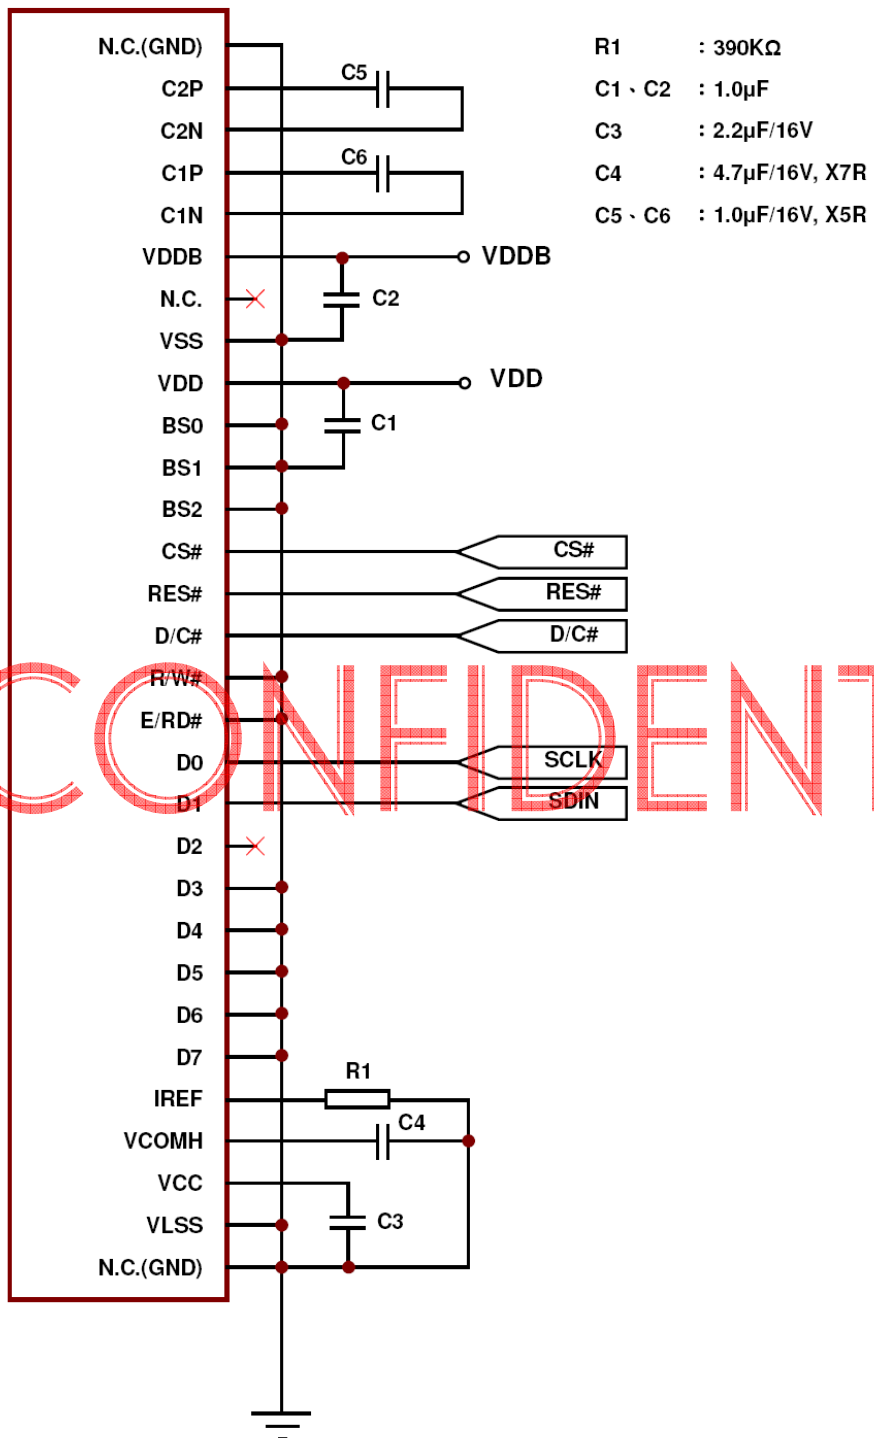 N.C.(GND)
C2P
C2N
C1P
C1N
VDDB
N.C.
VSS
VDD
BS0
BS1
BS2
CS#
RES#
D/C#
R/W#
E/RD#
D0
D1
D2
D3
D4
D5
D6
D7
IREF
VCOMH
VCC
VLSS
N.C.(GND)
C5
C6
VDDB
C2
VDD
C1
CS#
RES#
D/C#
SCLK
SDIN
R1
C4
C3
R1 : 390KΩ
C1、C2 : 1.0μF
C3 : 2.2μF/16V
C4 : 4.7μF/16V, X7R
C5、C6 : 1.0μF/16V, X5R
CONFIDENT